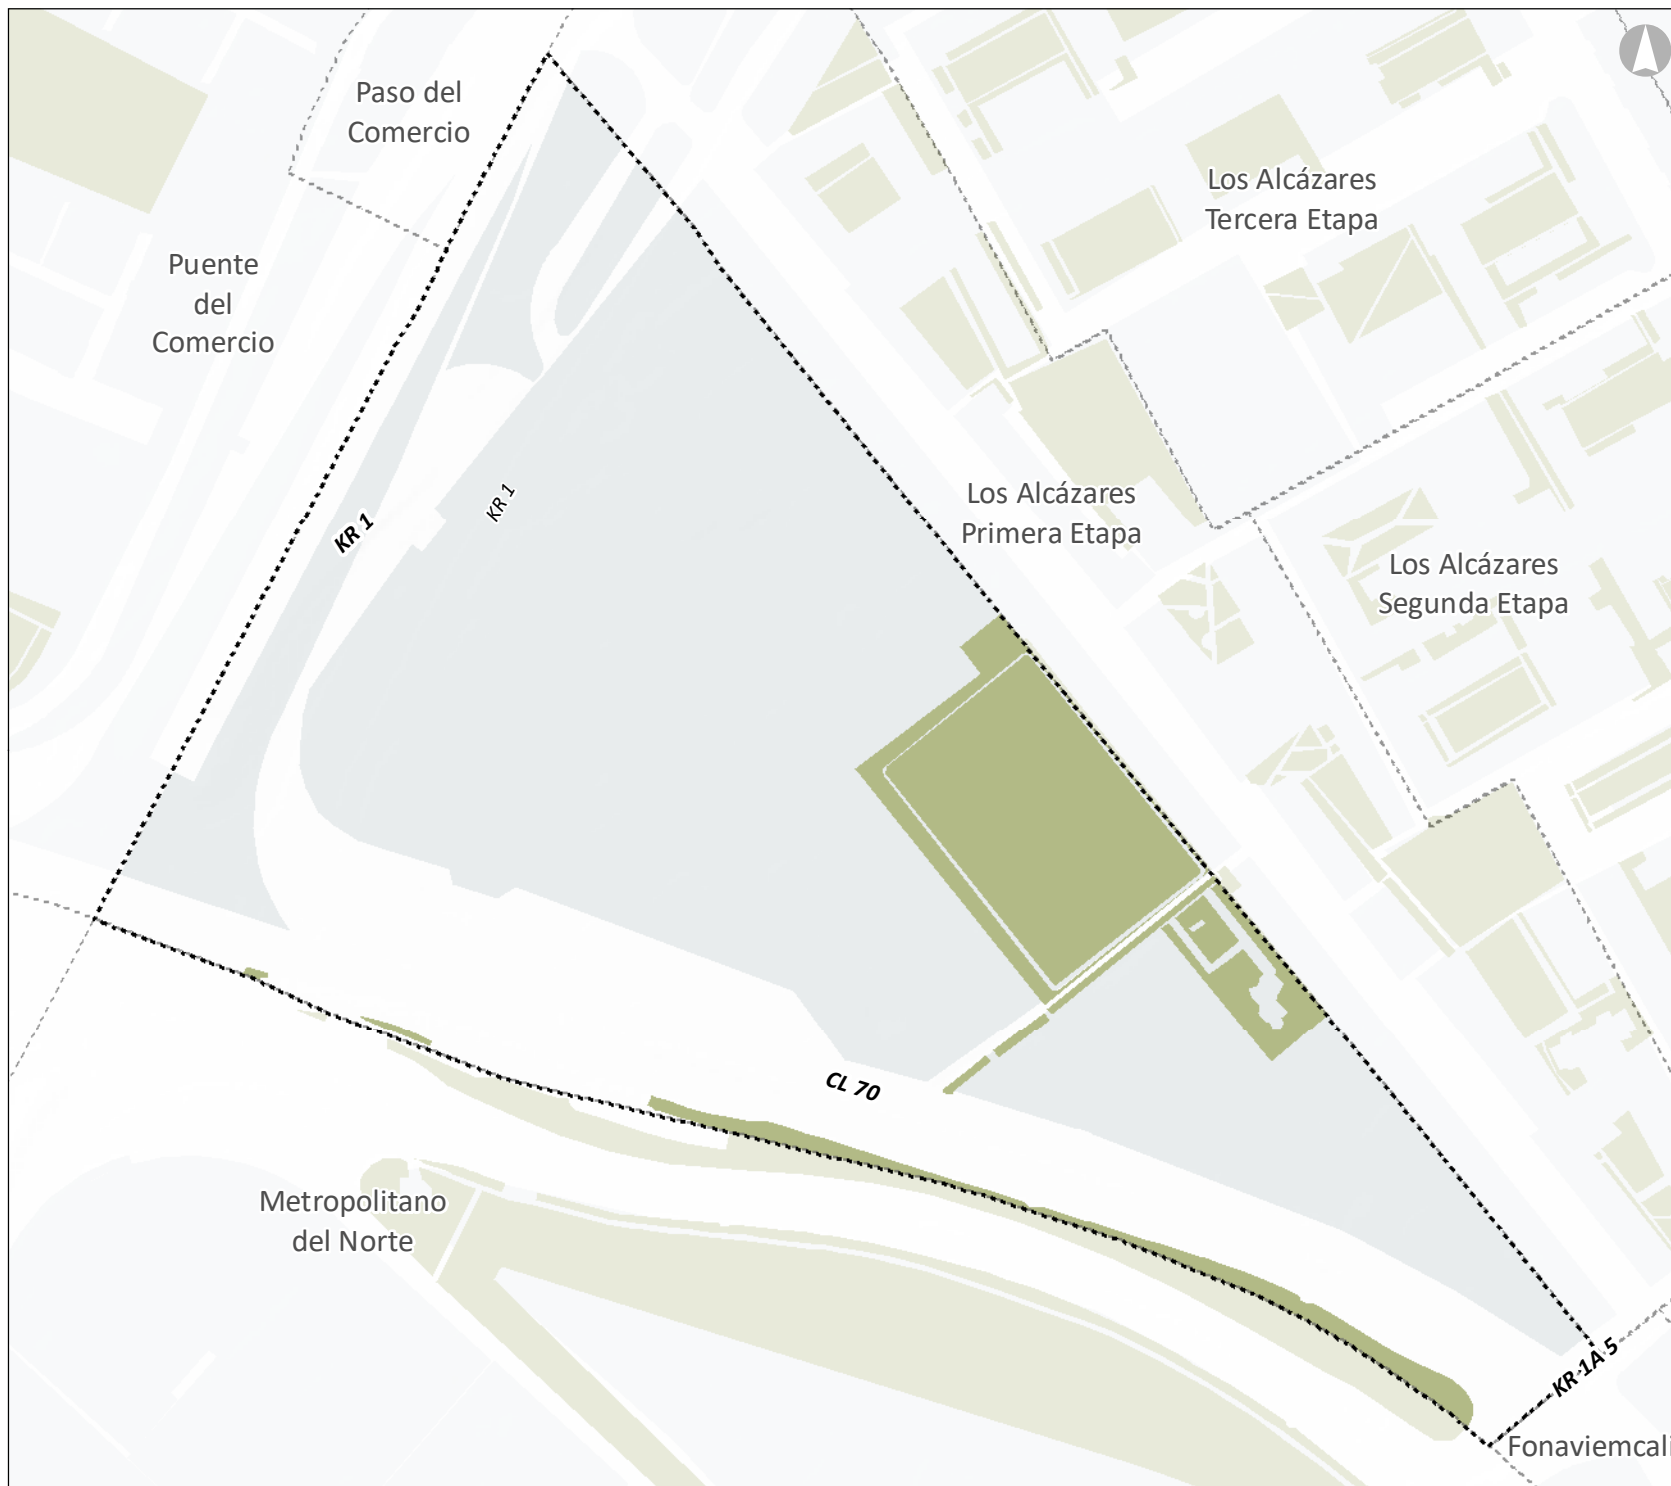 Paso del
Comercio
Los Alcázares
Tercera Etapa
Puente
del
Comercio
KR 1
KR 1
Los Alcázares
Primera Etapa
Los Alcázares
Segunda Etapa
CL 70
Metropolitano
del Norte
KR 1A 5
Fonaviemcali